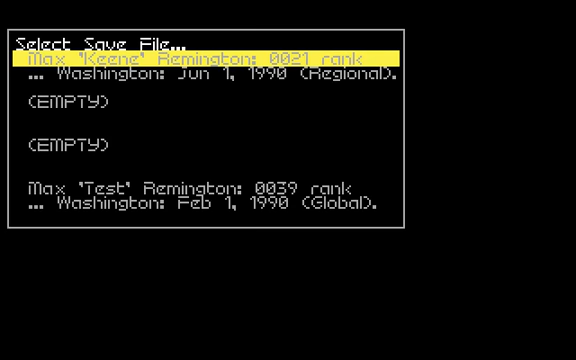 Select Save File...
Max 'Keene' Remington: 0021 rank
... Washington: Jun 1, 1990 (Regional).
(EMPTY)
(EMPTY)
Max 'Test' Remington: 0039 rank
... Washington: Feb 1, 1990 (Global).